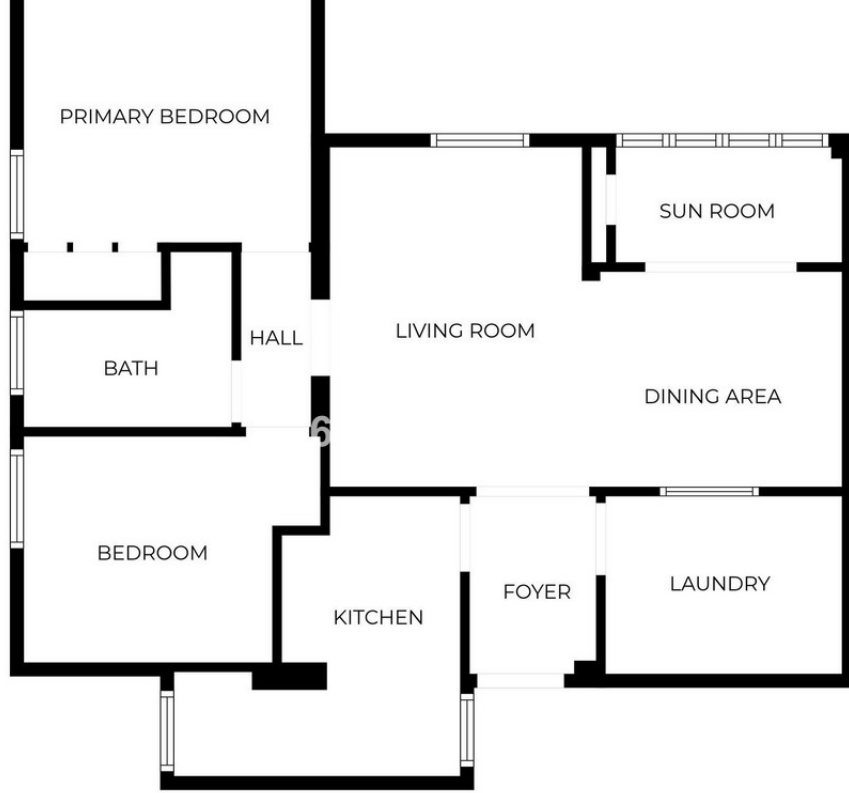 PRIMARY BEDROOM
SUN ROOM
LIVING ROOM
HALL
BATH
DINING AREA
BEDROOM
LAUNDRY
FOYER
KITCHEN